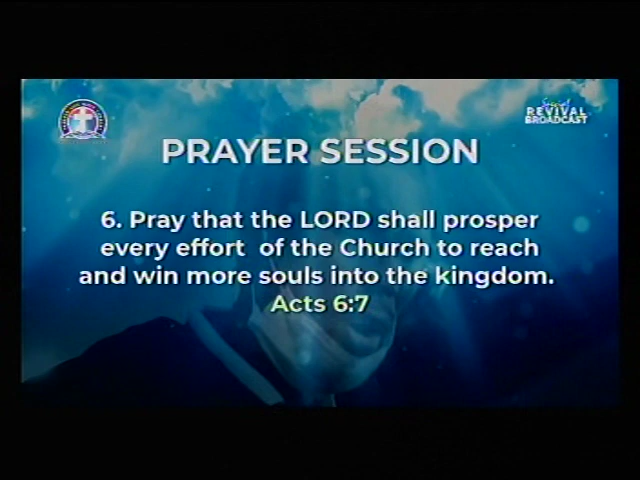 Special
REVIVAL
BROADCAST
PRAYER SESSION
6. Pray that the LORD shall prosper
every effort of the Church to reach
and win more souls into the kingdom.
Acts 6:7